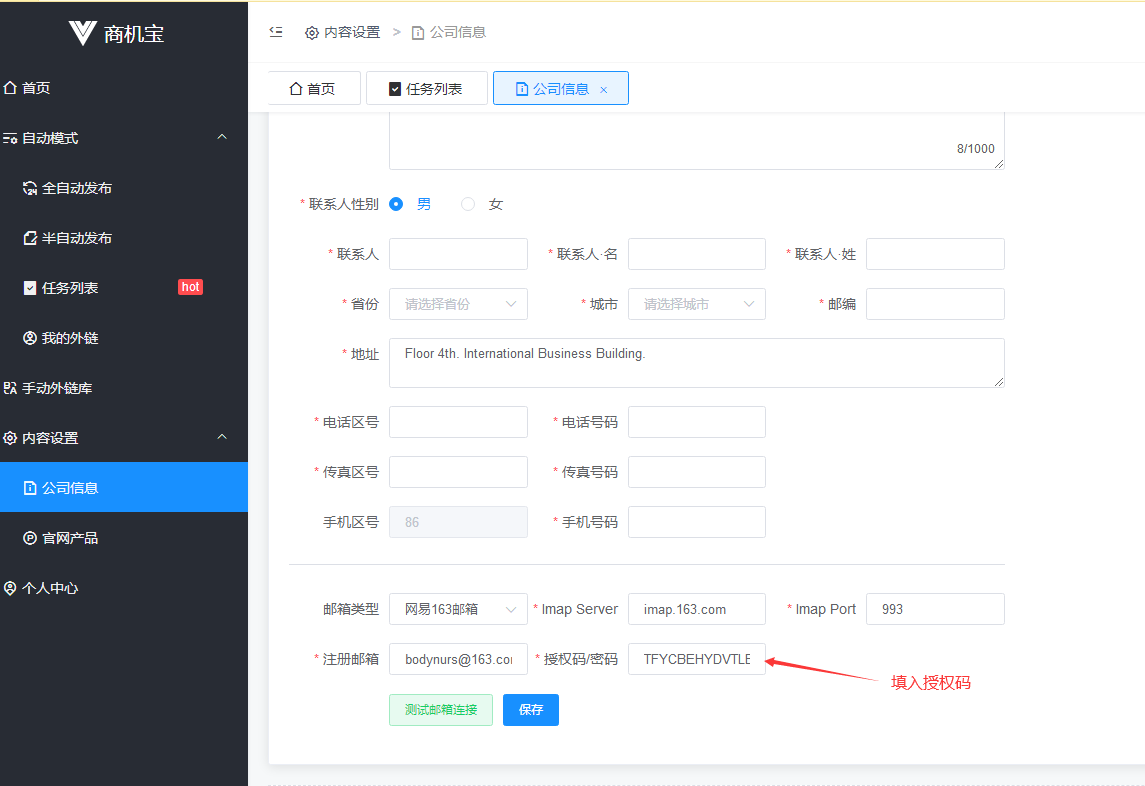 商机宝
内容设置 > 公司信息
首页
任务列表
公司信息 ×
首页
自动模式
全自动发布
半自动发布
任务列表 hot
我的外链
手动外链库
内容设置
公司信息
官网产品
个人中心
8/1000
* 联系人性别 男 女
* 联系人 * 联系人·名 * 联系人·姓
* 省份 请选择省份 * 城市 请选择城市 * 邮编
* 地址 Floor 4th. International Business Building.
* 电话区号 * 电话号码
* 传真区号 * 传真号码
手机区号 86 * 手机号码
邮箱类型 网易163邮箱 * Imap Server imap.163.com * Imap Port 993
* 注册邮箱 bodynurs@163.co * 授权码/密码 TFYCBEHYDVTLE
填入授权码
测试邮箱连接 保存